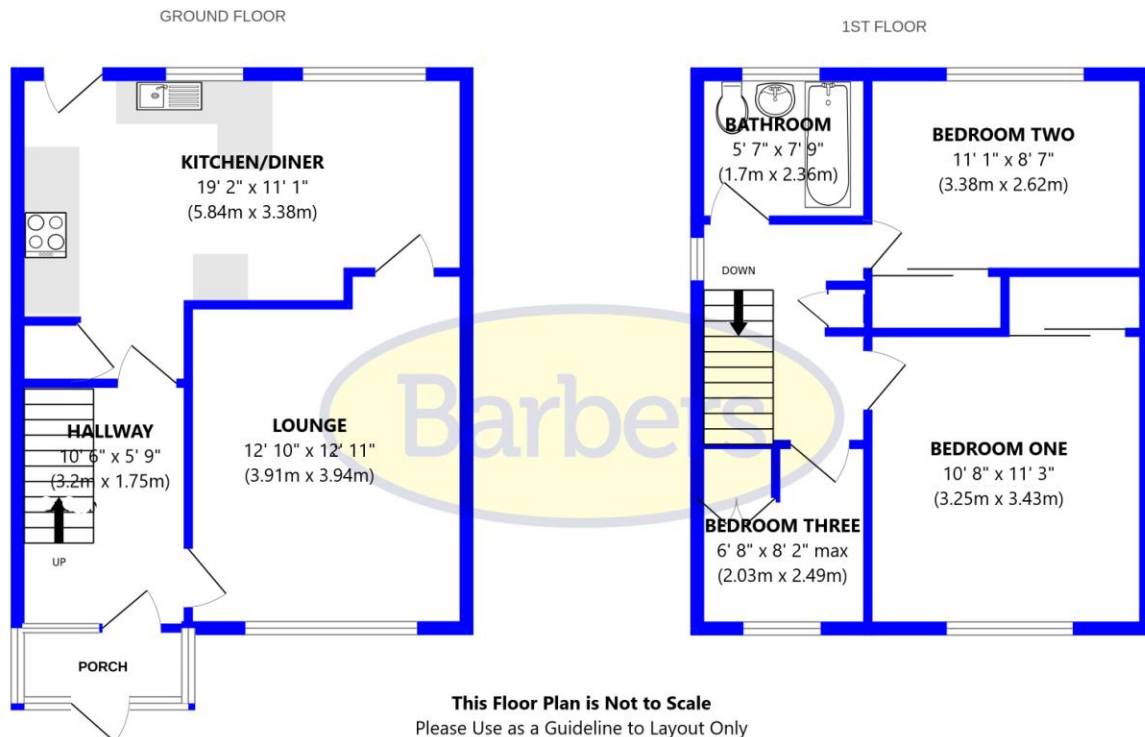 GROUND FLOOR
KITCHEN/DINER
19' 2" x 11' 1"
(5.84m x 3.38m)
HALLWAY
10' 6" x 5' 9"
(3.2m x 1.75m)
UP
LOUNGE
12' 10" x 12' 11"
(3.91m x 3.94m)
PORCH
1ST FLOOR
BATHROOM
5' 7" x 7' 9"
(1.7m x 2.36m)
BEDROOM TWO
11' 1" x 8' 7"
(3.38m x 2.62m)
DOWN
BEDROOM ONE
10' 8" x 11' 3"
(3.25m x 3.43m)
BEDROOM THREE
6' 8" x 8' 2" max
(2.03m x 2.49m)
Barbers
This Floor Plan is Not to Scale
Please Use as a Guideline to Layout Only